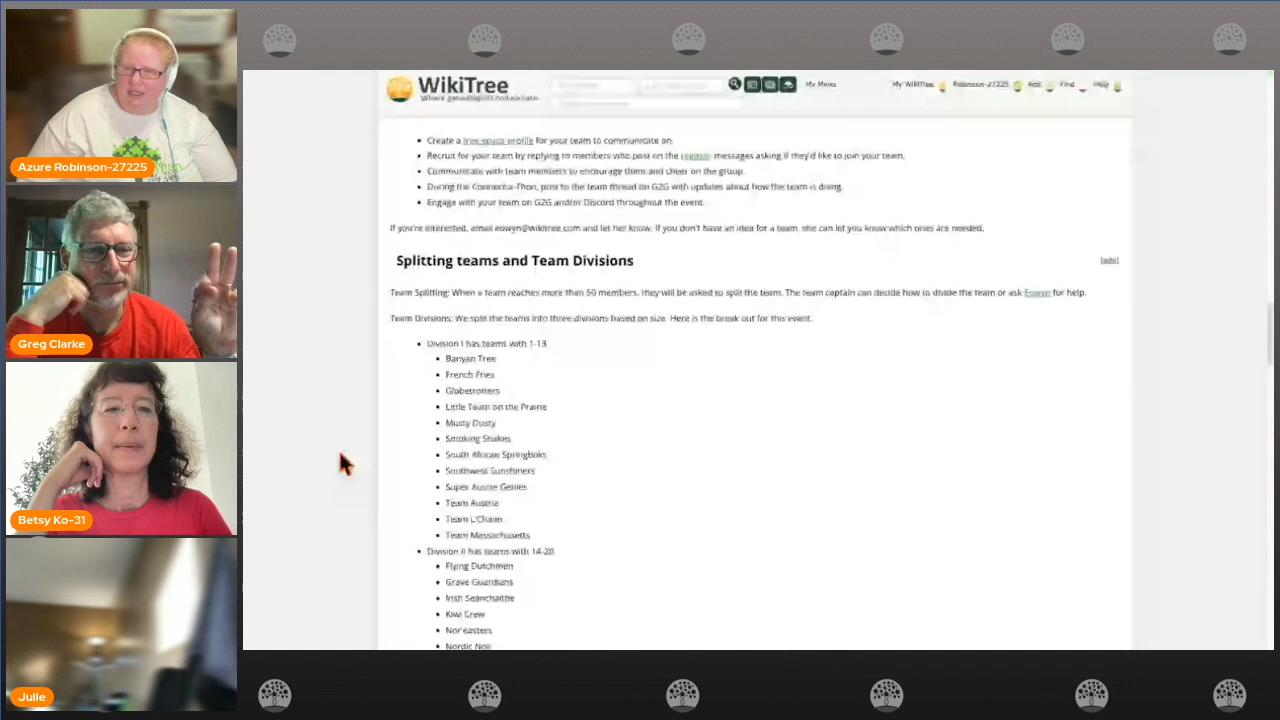 Azure Robinson-27225
Greg Clarke
Betsy Ko-31
Julie
WikiTree
My Menu
My WikiTree
Robinson-27225
Add
Find
Help
Create a free-space profile for your team to communicate on.
Recruit for your team by replying to members who post on the register messages asking if they'd like to join your team.
Communicate with team members to encourage them and cheer on the group.
During the Connect-a-Thon, post to the team thread on G2G with updates about how the team is doing.
Engage with your team on G2G and/or Discord throughout the event.
If you're interested, email eowyn@wikitree.com and let her know. If you don't have an idea for a team, she can let you know which ones are needed.
Splitting teams and Team Divisions
[edit]
Team Splitting: When a team reaches more than 50 members, they will be asked to split the team. The team captain can decide how to divide the team or ask Eowyn for help.
Team Divisions: We split the teams into three divisions based on size. Here is the break out for this event.
Division I has teams with 1-13
Banyan Tree
French Fries
Globetrotters
Little Team on the Prairie
Musty Dusty
Smoking Shakes
South African Springboks
Southwest Sunshiners
Super Aussie Genies
Team Austria
Team L'Chaim
Team Massachusetts
Division II has teams with 14-28
Flying Dutchmen
Grave Guardians
Irish Seanchaithe
Kiwi Crew
Nor'easters
Nordic Noir